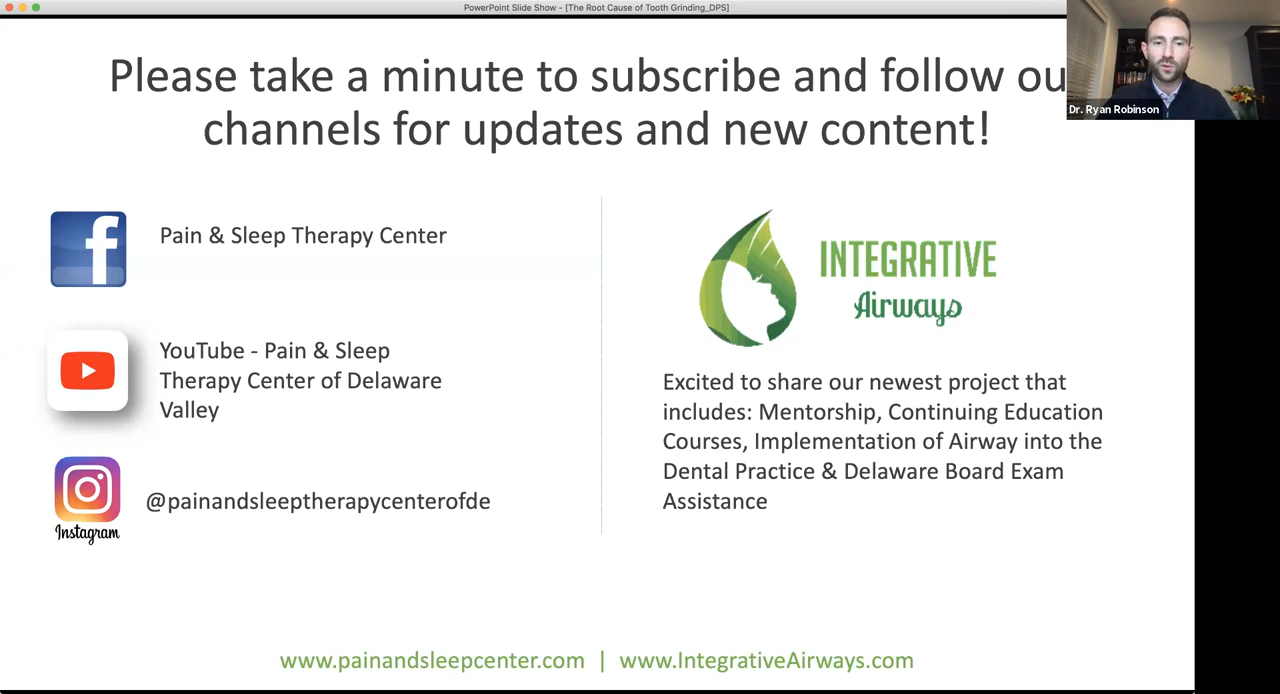 PowerPoint Slide Show - [The Root Cause of Tooth Grinding_DPS]
Please take a minute to subscribe and follow ou
channels for updates and new content!
Dr. Ryan Robinson
Pain & Sleep Therapy Center
YouTube - Pain & Sleep
Therapy Center of Delaware
Valley
Instagram
@painandsleeptherapycenterofde
INTEGRATIVE
Airways
Excited to share our newest project that
includes: Mentorship, Continuing Education
Courses, Implementation of Airway into the
Dental Practice & Delaware Board Exam
Assistance
www.painandsleepcenter.com | www.IntegrativeAirways.com